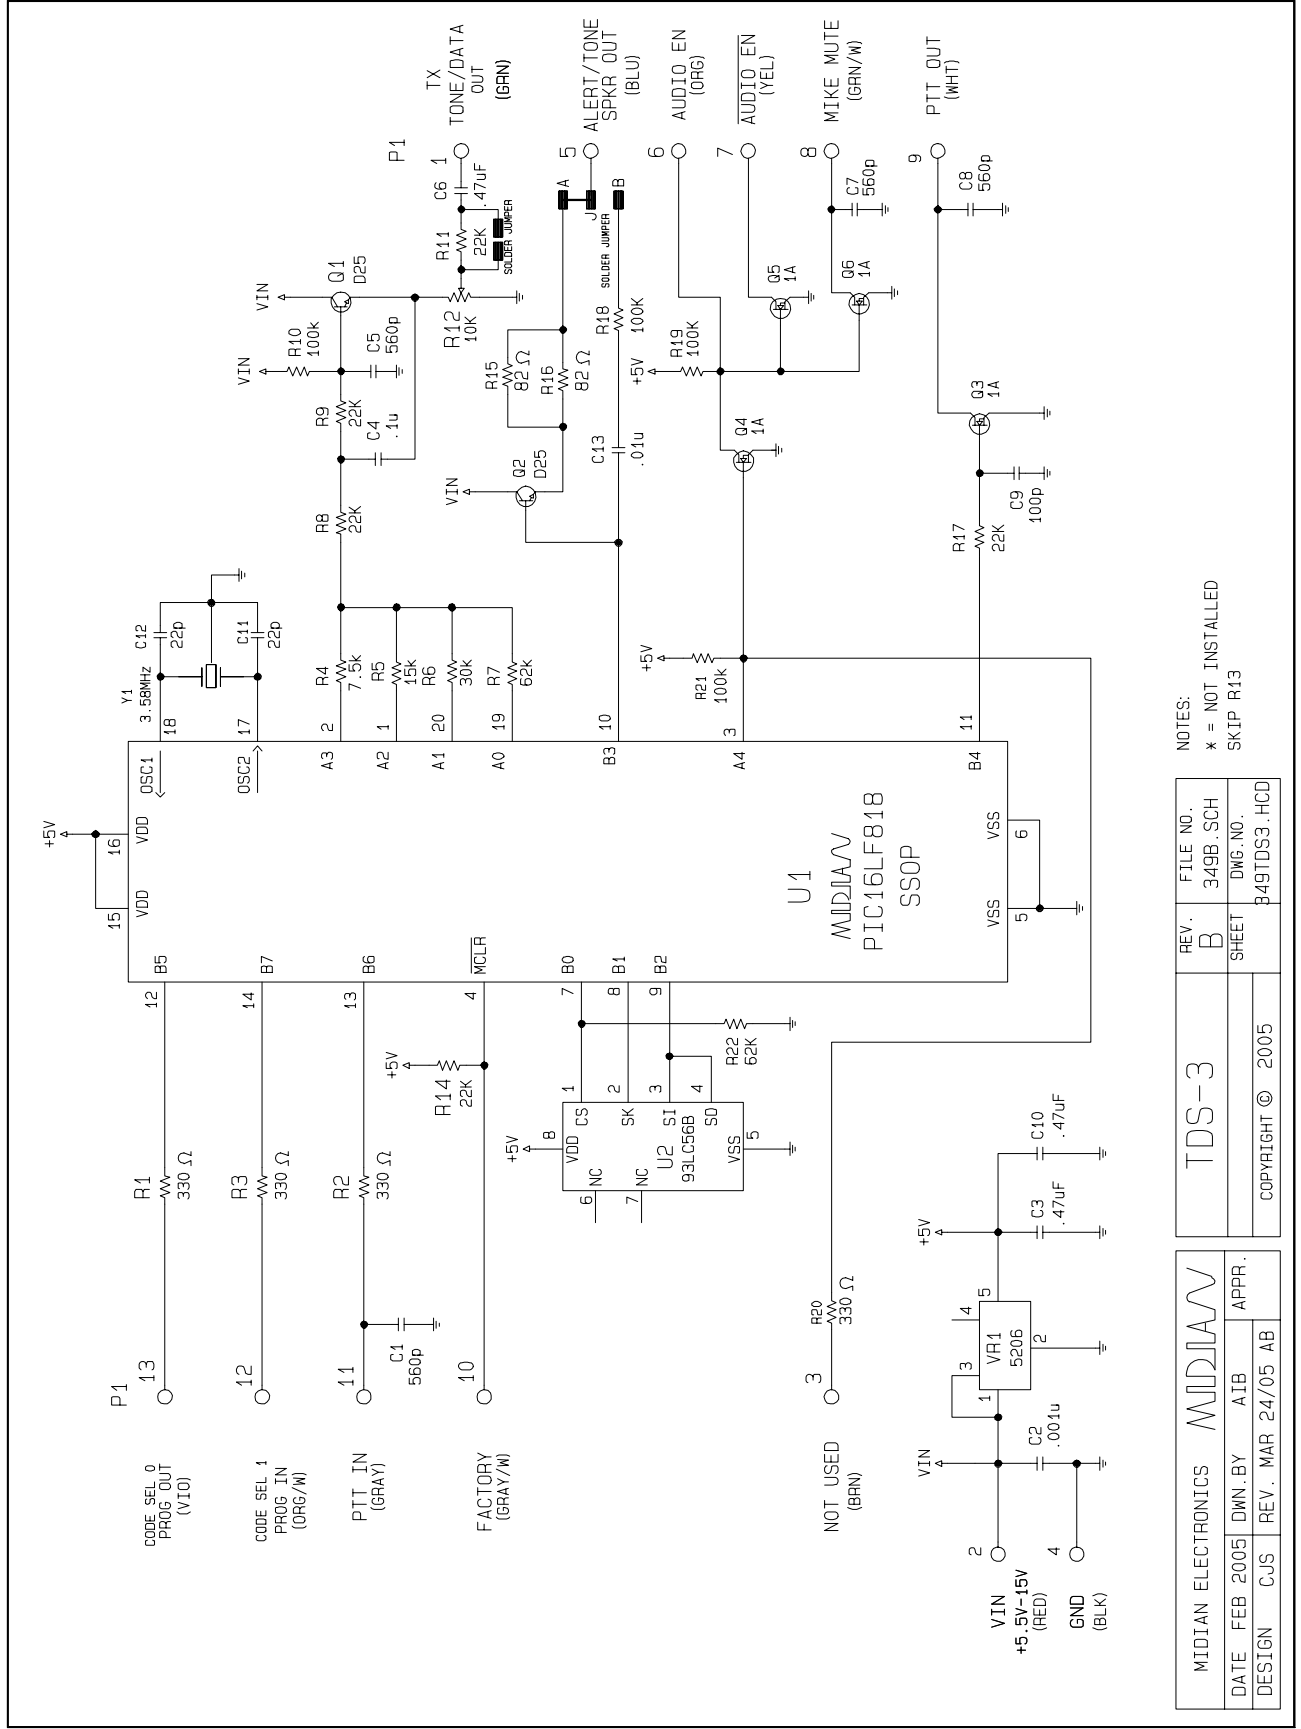 P1
13
CODE SEL 0
PROG OUT
(VIO)
R1
330 Ω
12
B5
12
CODE SEL 1
PROG IN
(ORG/W)
R3
330 Ω
14
B7
11
PTT IN
(GRAY)
C1
560p
R2
330 Ω
13
B6
10
FACTORY
(GRAY/W)
+5V
R14
22K
4
MCLR
+5V
8
VDD
6
NC
7
NC
U2
93LC56B
CS
1
SK
2
SI
3
SO
4
VSS
5
7
B0
8
B1
9
B2
R22
62K
3
NOT USED
(BRN)
R20
330 Ω
2
VIN
+5.5V-15V
(RED)
4
GND
(BLK)
VIN
C2
.001u
1
3
4
5
2
VR1
5206
+5V
C3
.47uF
C10
.47uF
+5V
15
VDD
16
VDD
U1
MIDIAN
PIC16LF818
SSOP
VSS
5
VSS
6
OSC1
18
OSC2
17
Y1
3.58MHz
C12
22p
C11
22p
A3
2
R4
7.5k
A2
1
R5
15k
A1
20
R6
30k
A0
19
R7
62k
R8
22K
R9
22K
C4
.1u
VIN
R10
100k
C5
560p
VIN
Q1
D25
R12
10K
R11
22K
SOLDER JUMPER
C6
.47uF
P1
1
TX
TONE/DATA
OUT
(GRN)
B3
10
VIN
Q2
D25
R15
82 Ω
R16
82 Ω
C13
.01u
R18
100K
SOLDER JUMPER
A
J
B
5
ALERT/TONE
SPKR OUT
(BLU)
A4
3
+5V
R21
100k
Q4
1A
+5V
R19
100K
6
AUDIO EN
(ORG)
Q5
1A
7
AUDIO EN
(YEL)
Q6
1A
C7
560p
8
MIKE MUTE
(GRN/W)
B4
11
R17
22K
C9
100p
Q3
1A
C8
560p
9
PTT OUT
(WHT)
NOTES:
* = NOT INSTALLED
SKIP R13
MIDIAN ELECTRONICS
MIDIAN
DATE FEB 2005
DWN.BY AIB
APPR.
DESIGN CJS
REV. MAR 24/05 AB
TDS-3
COPYRIGHT © 2005
REV.
B
FILE NO.
349B.SCH
SHEET
DWG.NO.
349TDS3.HCD